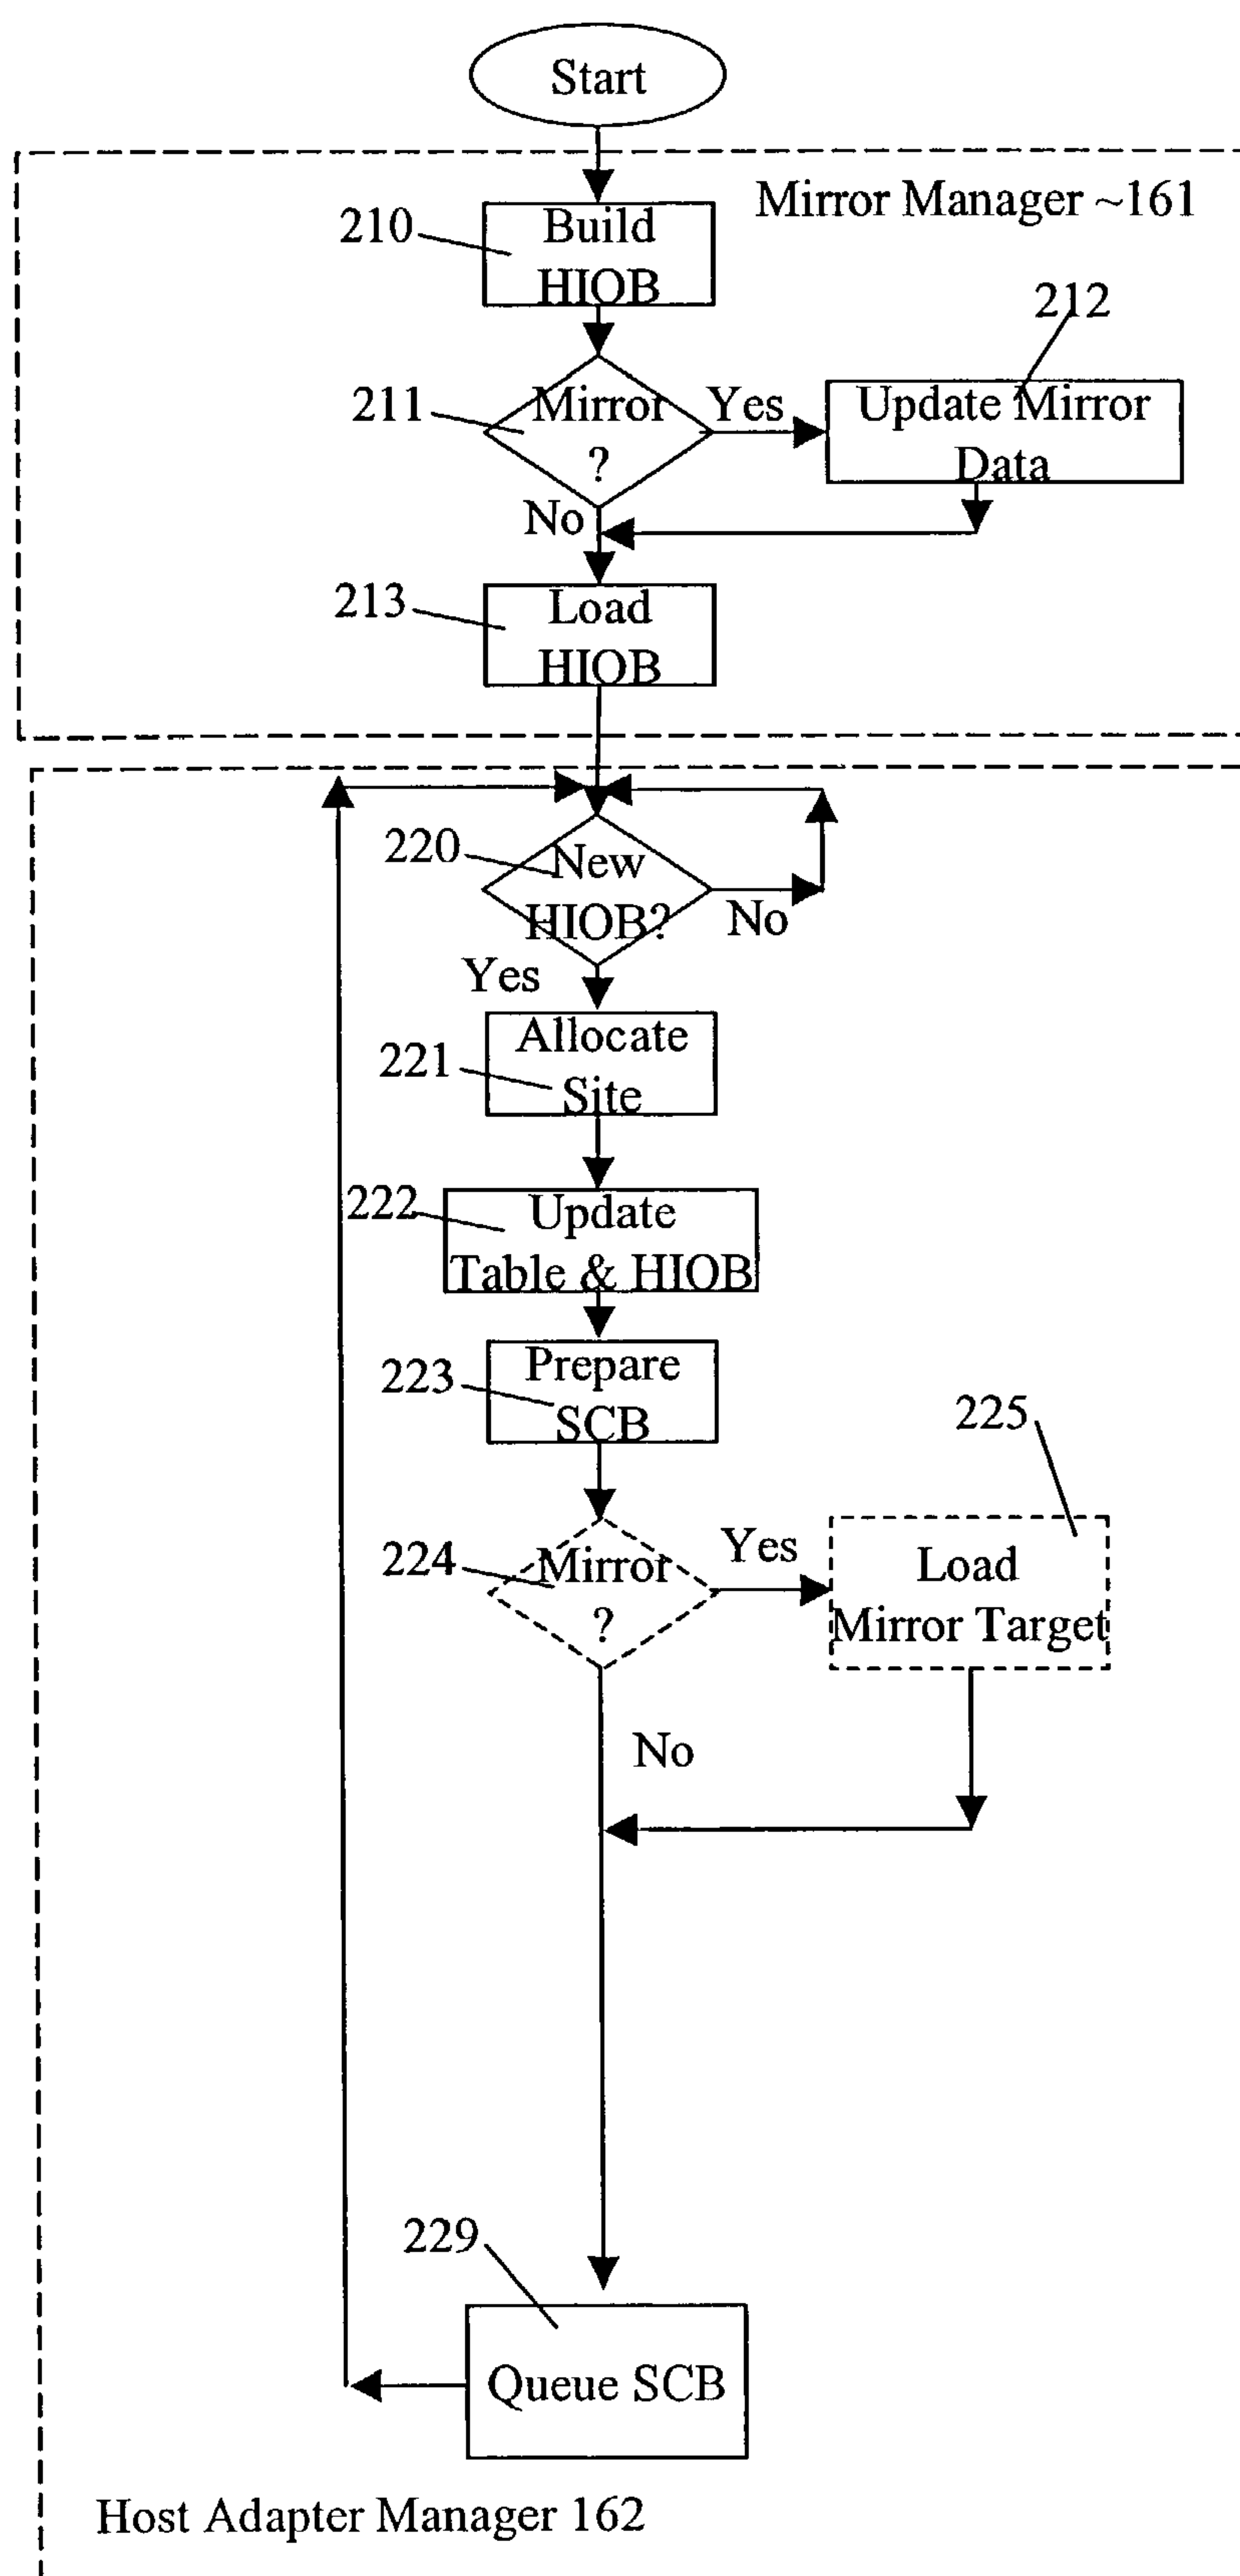 Start
Mirror Manager ~161
210
Build
HIOB
212
211
Mirror
?
Yes
Update Mirror
Data
No
213
Load
HIOB
220
New
HIOB?
No
Yes
221
Allocate
Site
222
Update
Table & HIOB
223
Prepare
SCB
225
224
Mirror
?
Yes
Load
Mirror Target
No
229
Queue SCB
Host Adapter Manager 162